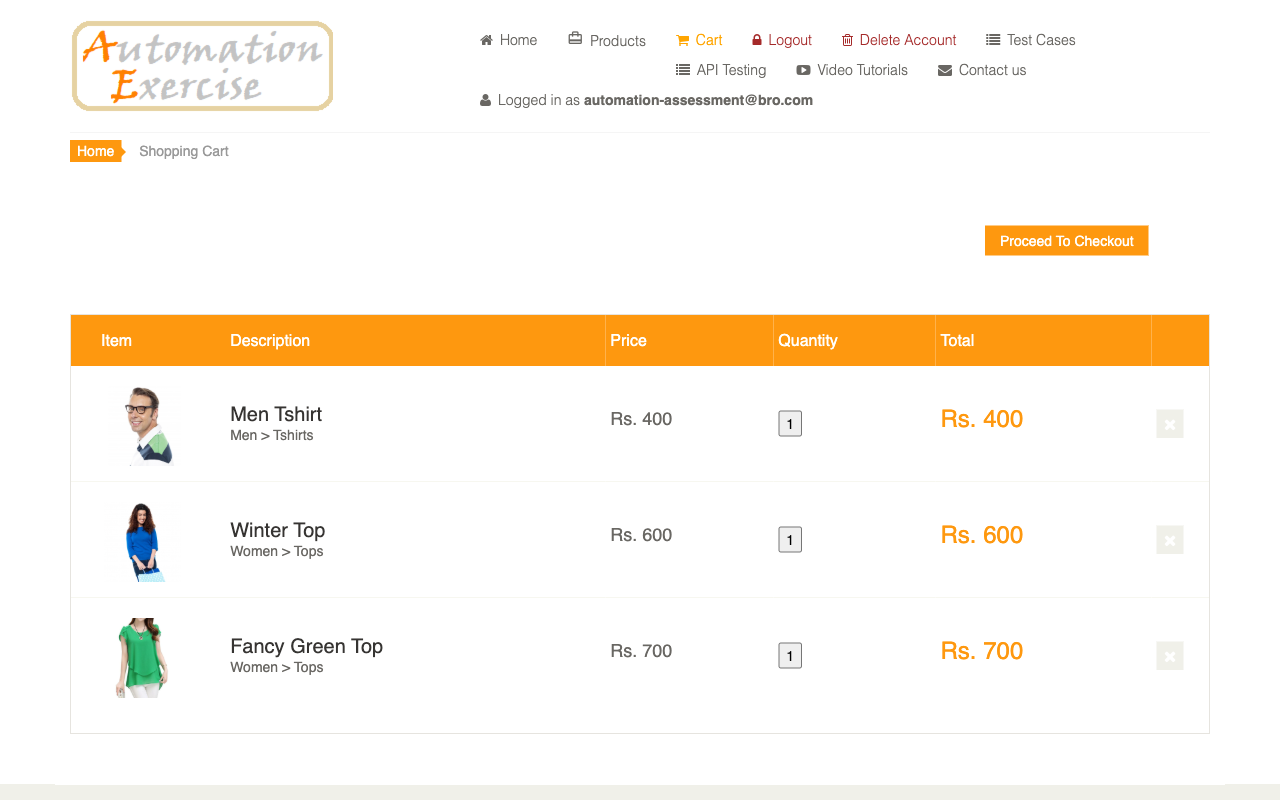 Automation
Exercise
Home Products Cart Logout Delete Account Test Cases
API Testing Video Tutorials Contact us
Logged in as automation-assessment@bro.com
Home Shopping Cart
Proceed To Checkout
Item Description Price Quantity Total
Men Tshirt
Men > Tshirts
Rs. 400 1 Rs. 400
Winter Top
Women > Tops
Rs. 600 1 Rs. 600
Fancy Green Top
Women > Tops
Rs. 700 1 Rs. 700